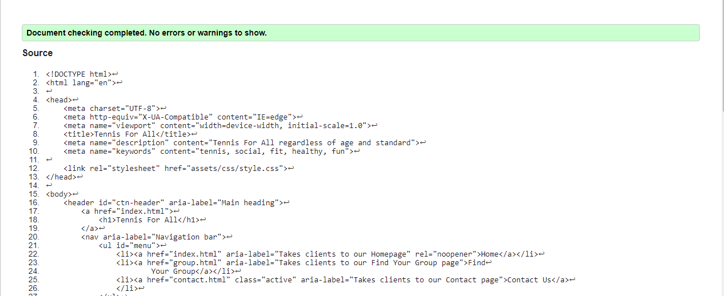 Document checking completed. No errors or warnings to show.
Source
1. <!DOCTYPE html>↩
2. <html lang="en">↩
3. ↩
4. <head>↩
5. <meta charset="UTF-8">↩
6. <meta http-equiv="X-UA-Compatible" content="IE=edge">↩
7. <meta name="viewport" content="width=device-width, initial-scale=1.0">↩
8. <title>Tennis For All</title>↩
9. <meta name="description" content="Tennis For All regardless of age and standard">↩
10. <meta name="keywords" content="tennis, social, fit, healthy, fun">↩
11. ↩
12. <link rel="stylesheet" href="assets/css/style.css">↩
13. </head>↩
14. ↩
15. <body>↩
16. <header id="ctn-header" aria-label="Main heading">↩
17. <a href="index.html">↩
18. <h1>Tennis For All</h1>↩
19. </a>↩
20. <nav aria-label="Navigation bar">↩
21. <ul id="menu">↩
22. <li><a href="index.html" aria-label="Takes clients to our Homepage" rel="noopener">Home</a></li>↩
23. <li><a href="group.html" aria-label="Takes clients to our Find Your Group page">Find↩
24. Your Group</a></li>↩
25. <li><a href="contact.html" class="active" aria-label="Takes clients to our Contact page">Contact Us</a>↩
26. </li>↩